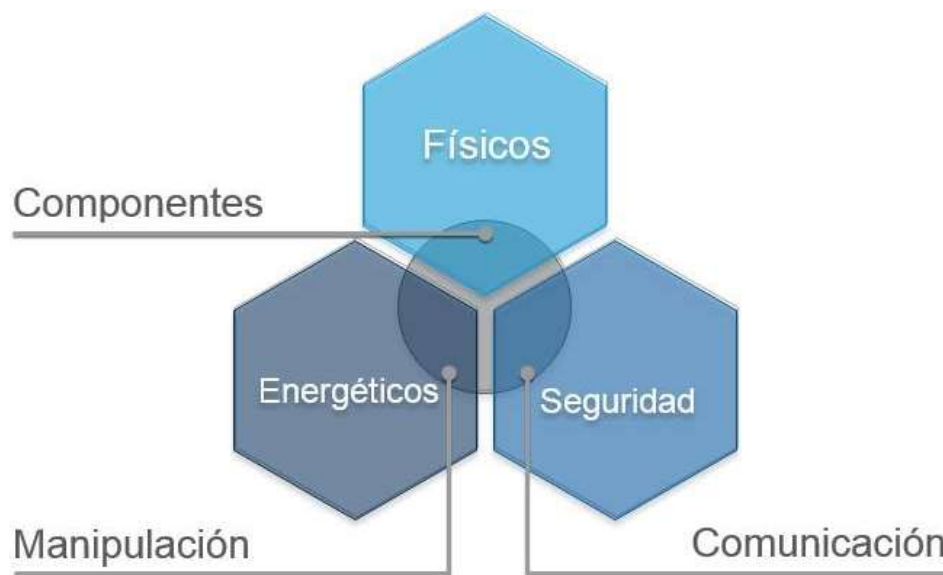 Físicos
Componentes
Energéticos
Seguridad
Manipulación
Comunicación